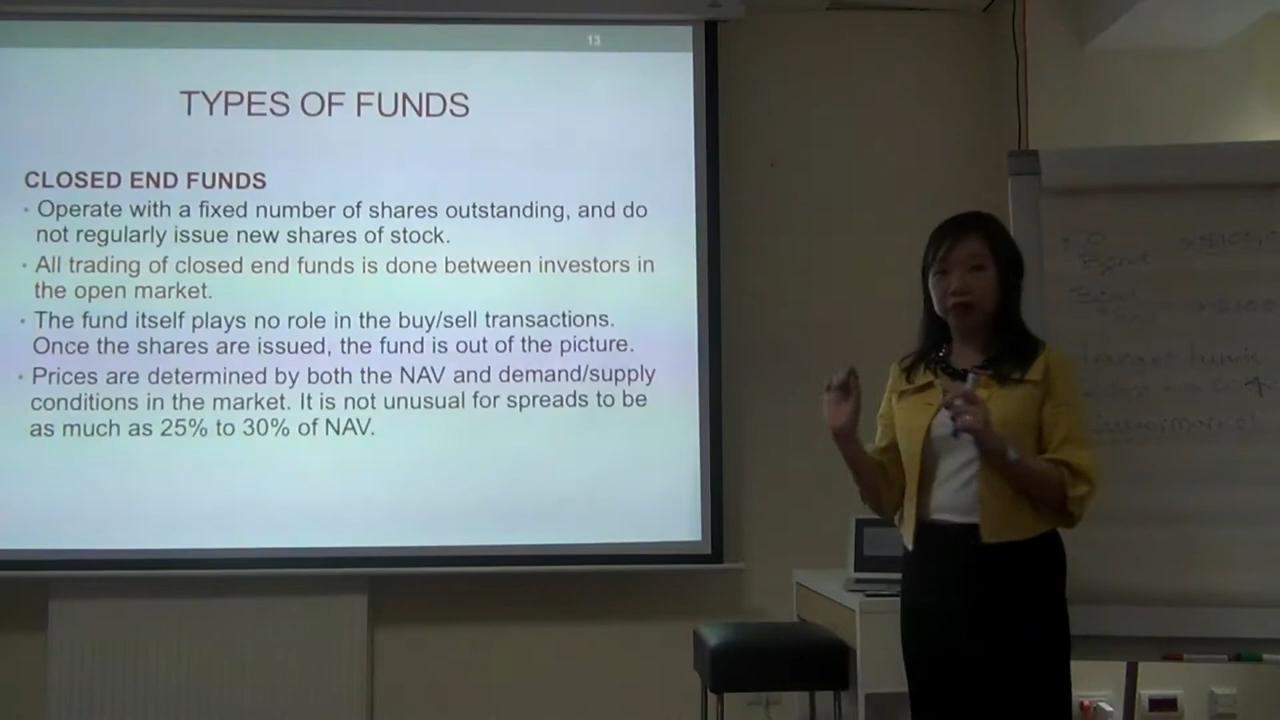 13
TYPES OF FUNDS
CLOSED END FUNDS
• Operate with a fixed number of shares outstanding, and do
not regularly issue new shares of stock.
• All trading of closed end funds is done between investors in
the open market.
• The fund itself plays no role in the buy/sell transactions.
Once the shares are issued, the fund is out of the picture.
• Prices are determined by both the NAV and demand/supply
conditions in the market. It is not unusual for spreads to be
as much as 25% to 30% of NAV.